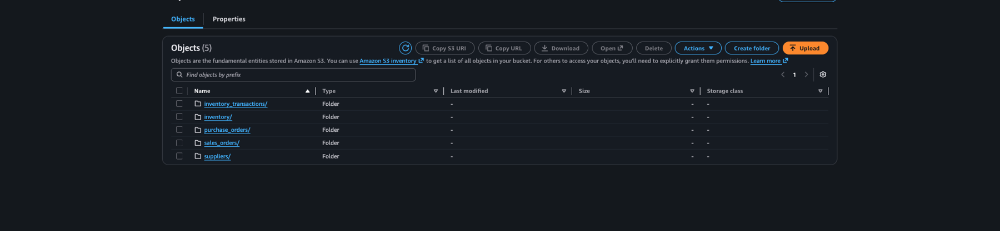 Objects Properties
Objects (5) Copy S3 URI Copy URL Download Open Delete Actions Create folder Upload
Objects are the fundamental entities stored in Amazon S3. You can use Amazon S3 inventory to get a list of all objects in your bucket. For others to access your objects, you'll need to explicitly grant them permissions. Learn more
Find objects by prefix 1
Name Type Last modified Size Storage class
inventory_transactions/ Folder - - -
inventory/ Folder - - -
purchase_orders/ Folder - - -
sales_orders/ Folder - - -
suppliers/ Folder - - -